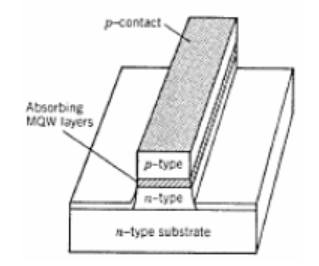 p-contact
Absorbing
MQW layers
p-type
n-type
n-type substrate